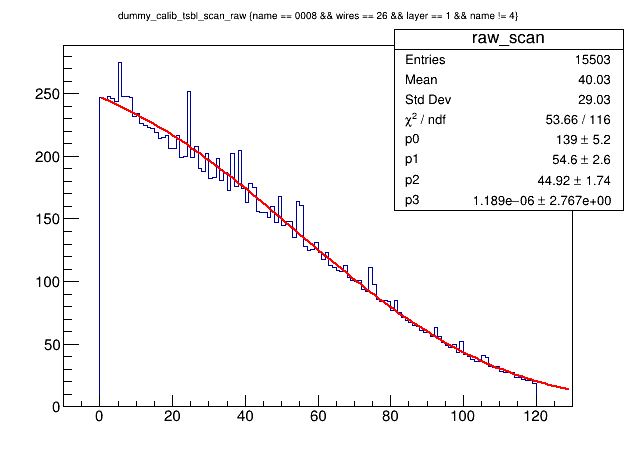 dummy_calib_tsbl_scan_raw {name == 0008 && wires == 26 && layer == 1 && name != 4}
raw_scan
Entries 15503
Mean 40.03
Std Dev 29.03
χ² / ndf 53.66 / 116
p0 139 ± 5.2
p1 54.6 ± 2.6
p2 44.92 ± 1.74
p3 1.189e−06 ± 2.767e+00
250
200
150
100
50
0
0 20 40 60 80 100 120